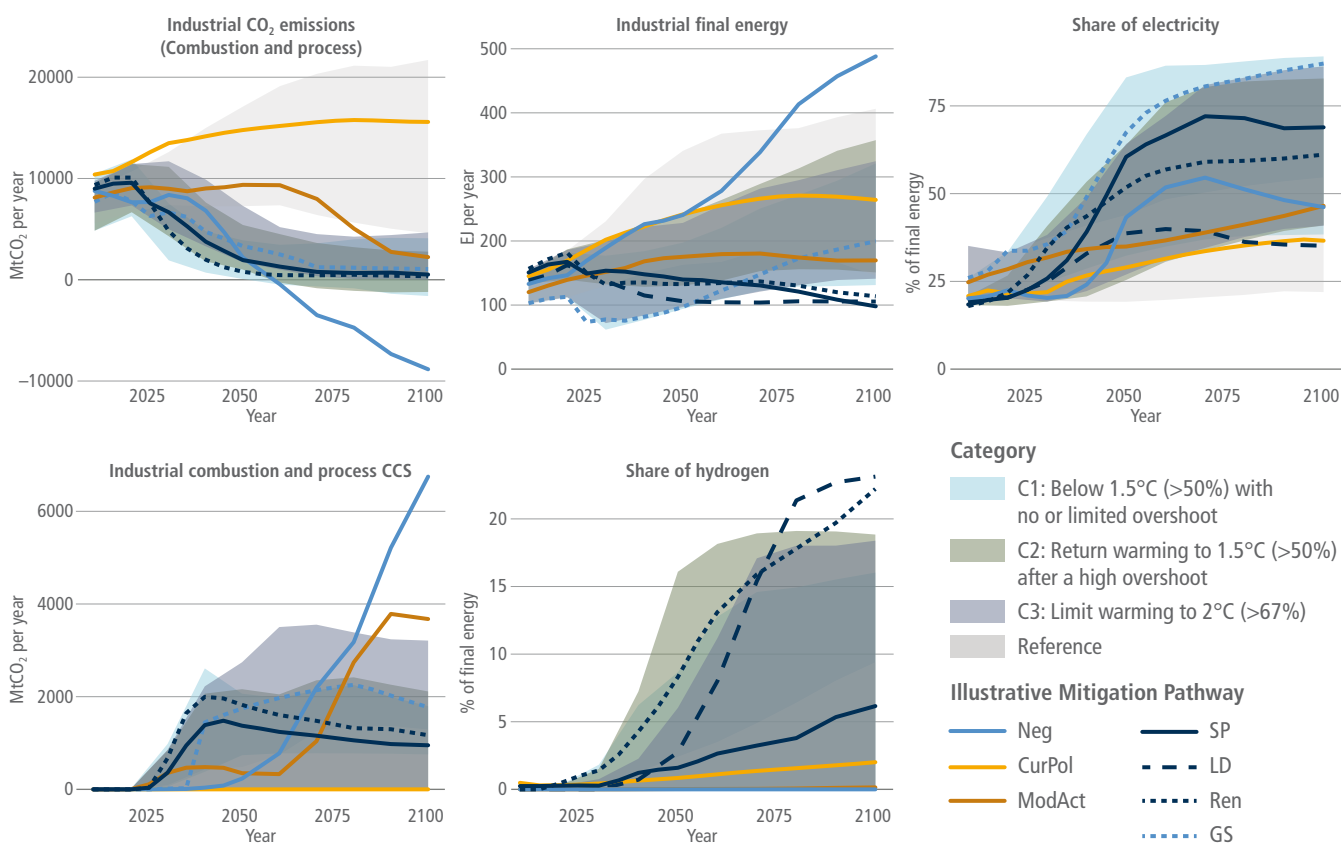 Industrial CO₂ emissions
(Combustion and process)
MtCO₂ per year
20000
10000
0
−10000
2025
2050
2075
2100
Year
Industrial final energy
EJ per year
500
400
300
200
100
0
2025
2050
2075
2100
Year
Share of electricity
% of final energy
75
50
25
0
2025
2050
2075
2100
Year
Industrial combustion and process CCS
MtCO₂ per year
6000
4000
2000
0
2025
2050
2075
2100
Year
Share of hydrogen
% of final energy
20
15
10
5
0
2025
2050
2075
2100
Year
Category
C1: Below 1.5°C (>50%) with
no or limited overshoot
C2: Return warming to 1.5°C (>50%)
after a high overshoot
C3: Limit warming to 2°C (>67%)
Reference
Illustrative Mitigation Pathway
Neg
CurPol
ModAct
SP
LD
Ren
GS